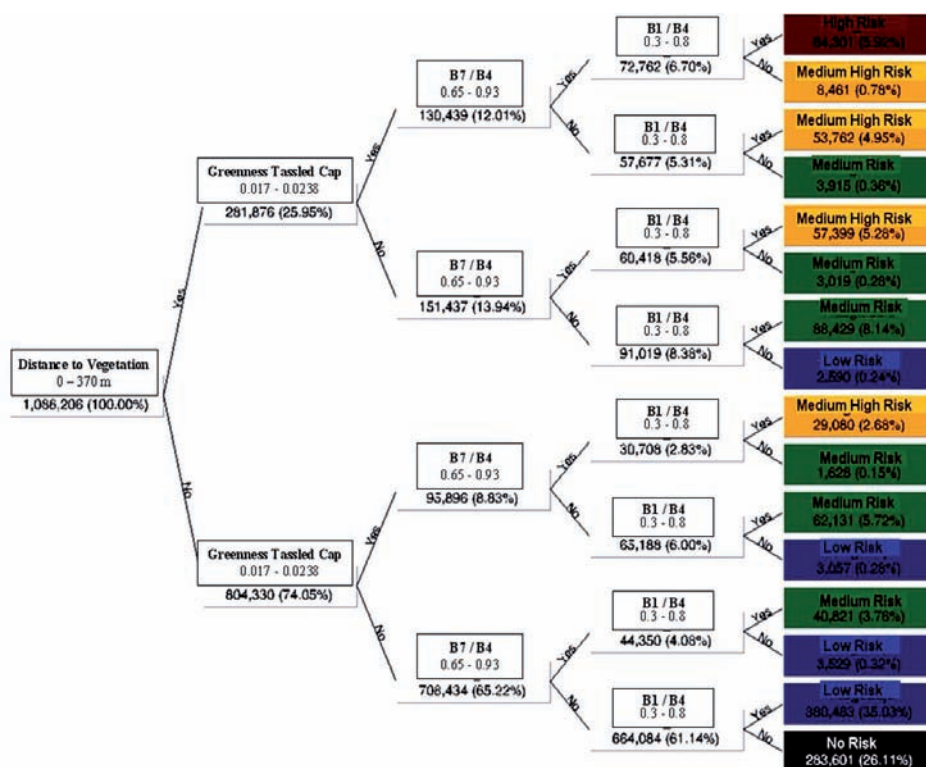 Distance to Vegetation
0 – 370 m
1,086,206 (100.00%)
Yes
No
Greenness Tassled Cap
0.017 - 0.0238
281,876 (25.95%)
Yes
No
Greenness Tassled Cap
0.017 - 0.0238
804,330 (74.05%)
Yes
No
B7 / B4
0.65 - 0.93
130,439 (12.01%)
Yes
No
B7 / B4
0.65 - 0.93
151,437 (13.94%)
Yes
No
B7 / B4
0.65 - 0.93
95,896 (8.83%)
Yes
No
B7 / B4
0.65 - 0.93
708,434 (65.22%)
Yes
No
B1 / B4
0.3 - 0.8
72,762 (6.70%)
Yes
No
B1 / B4
0.3 - 0.8
57,677 (5.31%)
Yes
No
B1 / B4
0.3 - 0.8
60,418 (5.56%)
Yes
No
B1 / B4
0.3 - 0.8
91,019 (8.38%)
Yes
No
B1 / B4
0.3 - 0.8
30,708 (2.83%)
Yes
No
B1 / B4
0.3 - 0.8
65,188 (6.00%)
Yes
No
B1 / B4
0.3 - 0.8
44,350 (4.08%)
Yes
No
B1 / B4
0.3 - 0.8
664,084 (61.14%)
Yes
No
High Risk
64,301 (5.92%)
Medium High Risk
8,461 (0.78%)
Medium High Risk
53,762 (4.95%)
Medium Risk
3,915 (0.36%)
Medium High Risk
57,399 (5.28%)
Medium Risk
3,019 (0.28%)
Medium Risk
88,429 (8.14%)
Low Risk
2,590 (0.24%)
Medium High Risk
29,080 (2.68%)
Medium Risk
1,628 (0.15%)
Medium Risk
62,131 (5.72%)
Low Risk
3,057 (0.28%)
Medium Risk
40,821 (3.76%)
Low Risk
3,529 (0.32%)
Low Risk
380,483 (35.03%)
No Risk
283,601 (26.11%)